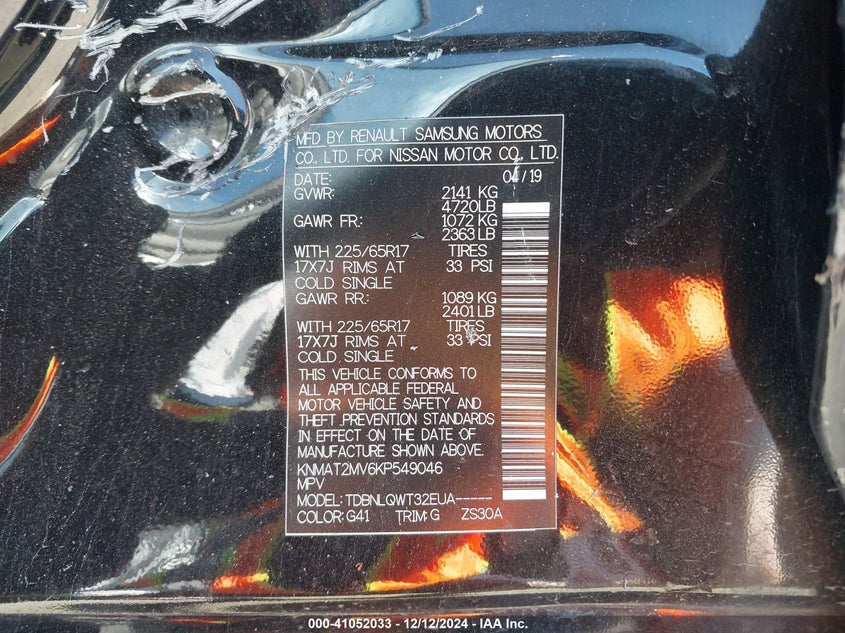 MFD BY RENAULT SAMSUNG MOTORS
CO., LTD. FOR NISSAN MOTOR CO., LTD.
DATE: 04/19
GVWR: 2141 KG
4720LB
GAWR FR: 1072 KG
2363 LB
WITH 225/65R17 TIRES
17X7J RIMS AT 33 PSI
COLD SINGLE
GAWR RR: 1089 KG
2401 LB
WITH 225/65R17 TIRES
17X7J RIMS AT 33 PSI
COLD SINGLE
THIS VEHICLE CONFORMS TO
ALL APPLICABLE FEDERAL
MOTOR VEHICLE SAFETY AND
THEFT PREVENTION STANDARDS
IN EFFECT ON THE DATE OF
MANUFACTURE SHOWN ABOVE.
KNMAT2MV6KP549046
MPV
MODEL: TDBNLQWT32EUA-----
COLOR: G41 TRIM: G ZS30A
000-41052033 - 12/12/2024 - IAA Inc.